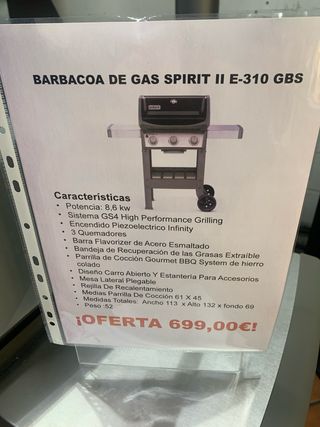 BARBACOA DE GAS SPIRIT II E-310 GBS
Características
• Potencia: 8,6 kw
• Sistema GS4 High Performance Grilling
• Encendido Piezoelectrico Infinity
• 3 Quemadores
• Barra Flavorizer de Acero Esmaltado
• Bandeja de Recuperación de las Grasas Extraíble
• Parrilla de Cocción Gourmet BBQ System de hierro
colado
• Diseño Carro Abierto Y Estantería Para Accesorios
• Mesa Lateral Plegable
• Rejilla De Recalentamiento
• Medias Parrilla De Cocción 61 X 45
• Medidas Totales: Ancho 113 x Alto 132 x fondo 69
• Peso :52
¡OFERTA 699,00€!